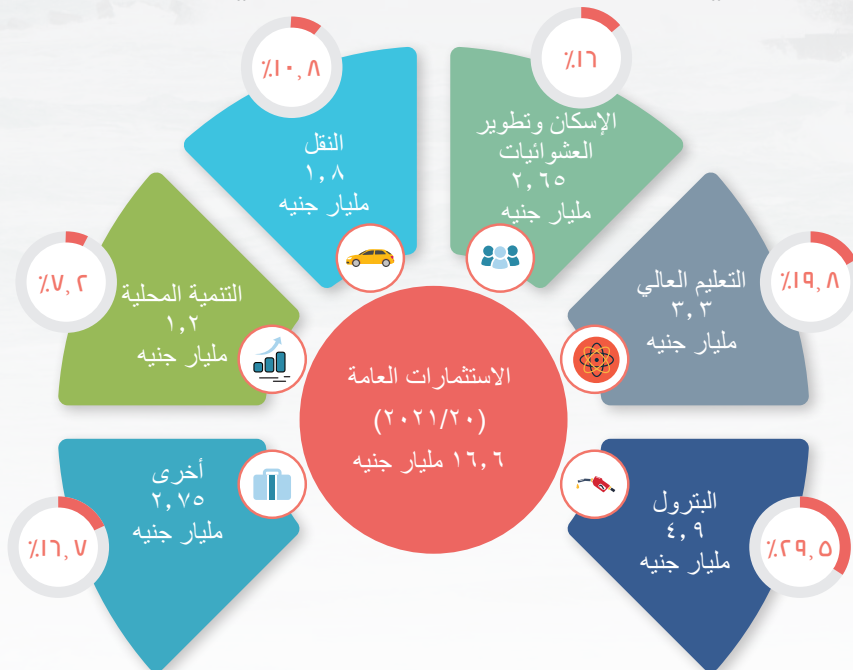 ٪١٦
الإسكان وتطوير
العشوائيات
٢,٦٥
مليار جنيه
٪١٠,٨
النقل
١,٨
مليار جنيه
٪١٩,٨
التعليم العالي
٣,٣
مليار جنيه
٪٧,٢
التنمية المحلية
١,٢
مليار جنيه
الاستثمارات العامة
(٢٠٢١/٢٠)
١٦,٦ مليار جنيه
٪٢٩,٥
البترول
٤,٩
مليار جنيه
٪١٦,٧
أخرى
٢,٧٥
مليار جنيه